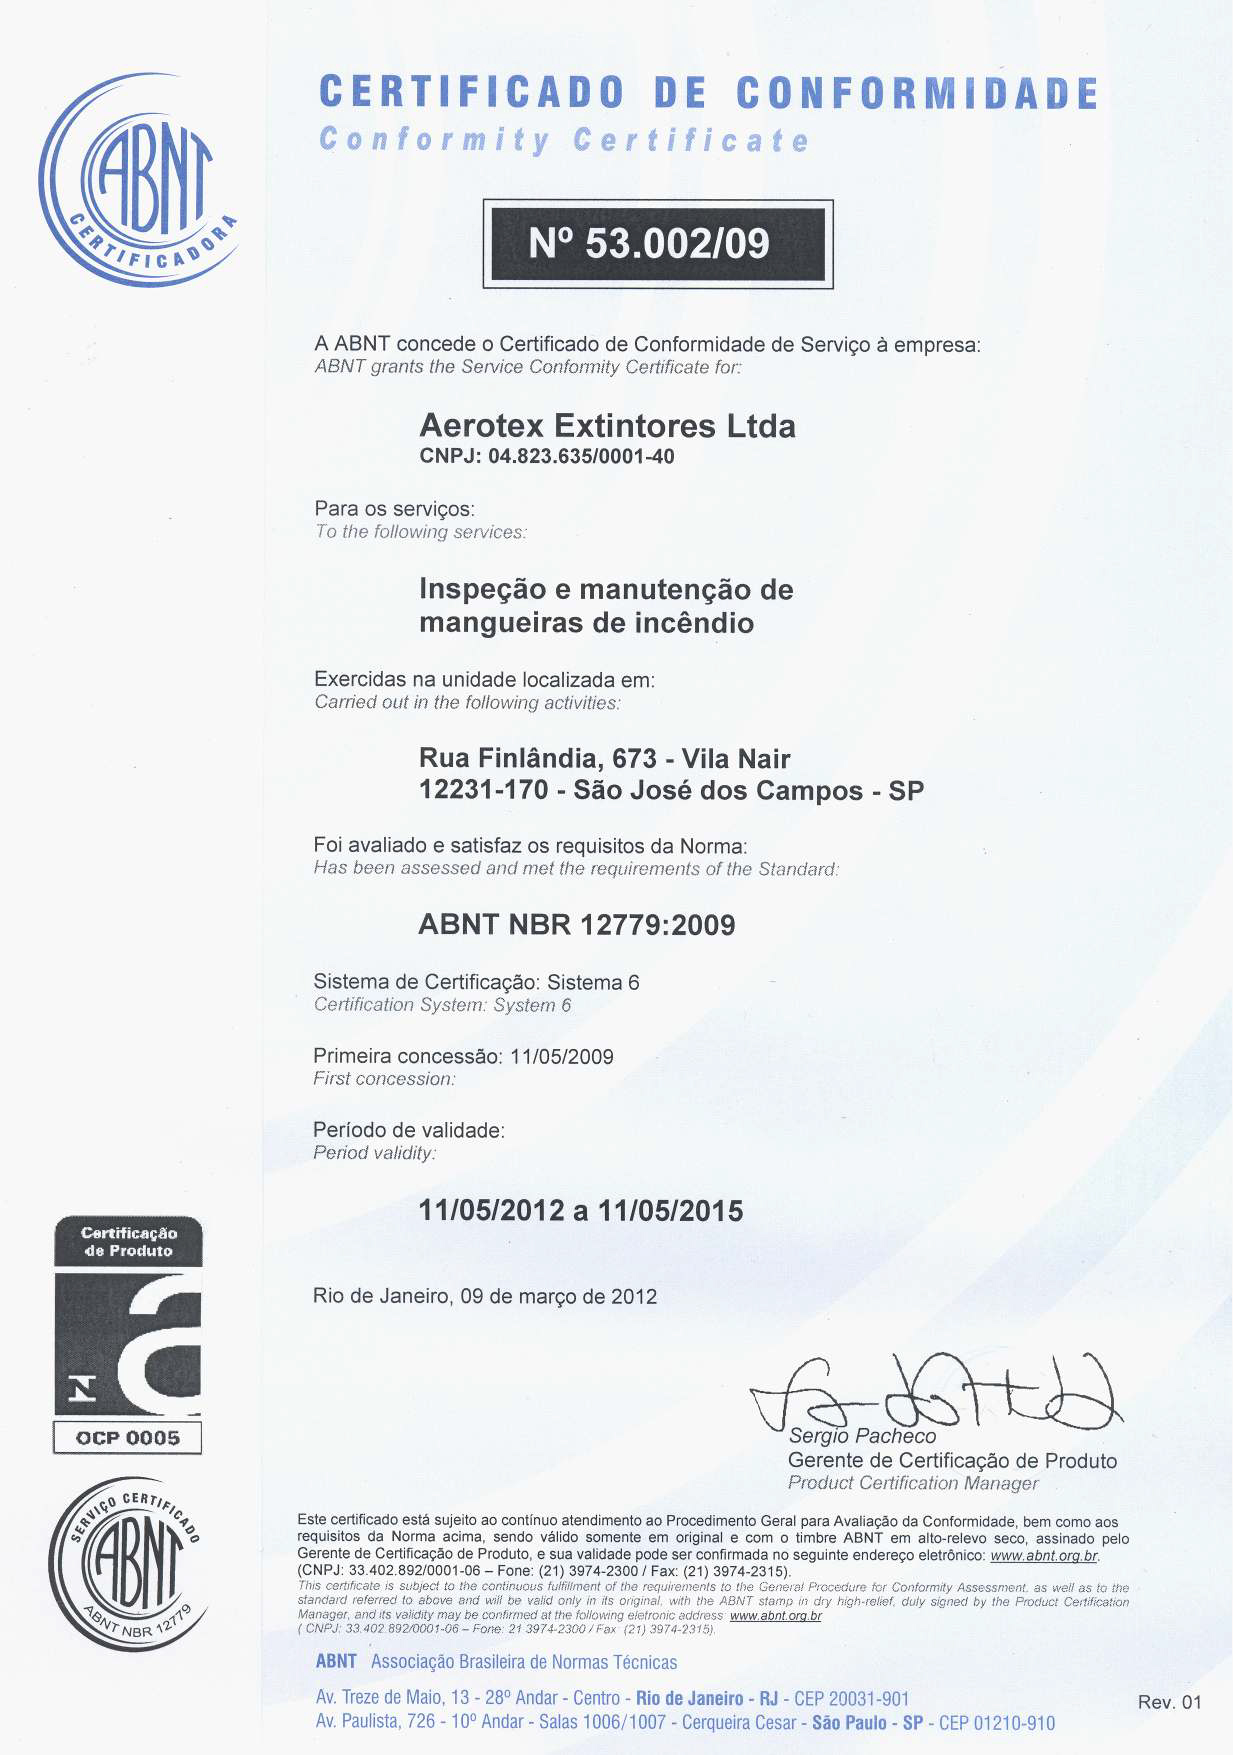 CERTIFICADO DE CONFORMIDADE
Conformity Certificate
ABNT
CERTIFICADORA
Nº 53.002/09
A ABNT concede o Certificado de Conformidade de Serviço à empresa:
ABNT grants the Service Conformity Certificate for:
Aerotex Extintores Ltda
CNPJ: 04.823.635/0001-40
Para os serviços:
To the following services:
Inspeção e manutenção de
mangueiras de incêndio
Exercidas na unidade localizada em:
Carried out in the following activities:
Rua Finlândia, 673 - Vila Nair
12231-170 - São José dos Campos - SP
Foi avaliado e satisfaz os requisitos da Norma:
Has been assessed and met the requirements of the Standard:
ABNT NBR 12779:2009
Sistema de Certificação: Sistema 6
Certification System: System 6
Primeira concessão: 11/05/2009
First concession:
Período de validade:
Period validity:
11/05/2012 a 11/05/2015
Certificação
de Produto
Rio de Janeiro, 09 de março de 2012
OCP 0005
Sergio Pacheco
Gerente de Certificação de Produto
Product Certification Manager
SERVIÇO CERTIFICADO
ABNT
ABNT NBR 12779
Este certificado está sujeito ao contínuo atendimento ao Procedimento Geral para Avaliação da Conformidade, bem como aos
requisitos da Norma acima, sendo válido somente em original e com o timbre ABNT em alto-relevo seco, assinado pelo
Gerente de Certificação de Produto, e sua validade pode ser confirmada no seguinte endereço eletrônico: www.abnt.org.br.
(CNPJ: 33.402.892/0001-06 – Fone: (21) 3974-2300 / Fax: (21) 3974-2315).
This certificate is subject to the continuous fulfillment of the requirements to the General Procedure for Conformity Assessment, as well as to the
standard referred to above and will be valid only in its original, with the ABNT stamp in dry high-relief, duly signed by the Product Certification
Manager, and its validity may be confirmed at the following eletronic address: www.abnt.org.br
( CNPJ: 33.402.892/0001-06 – Fone: 21 3974-2300 / Fax: (21) 3974-2315).
ABNT Associação Brasileira de Normas Técnicas
Av. Treze de Maio, 13 - 28º Andar - Centro - Rio de Janeiro - RJ - CEP 20031-901
Av. Paulista, 726 - 10º Andar - Salas 1006/1007 - Cerqueira Cesar - São Paulo - SP - CEP 01210-910
Rev. 01